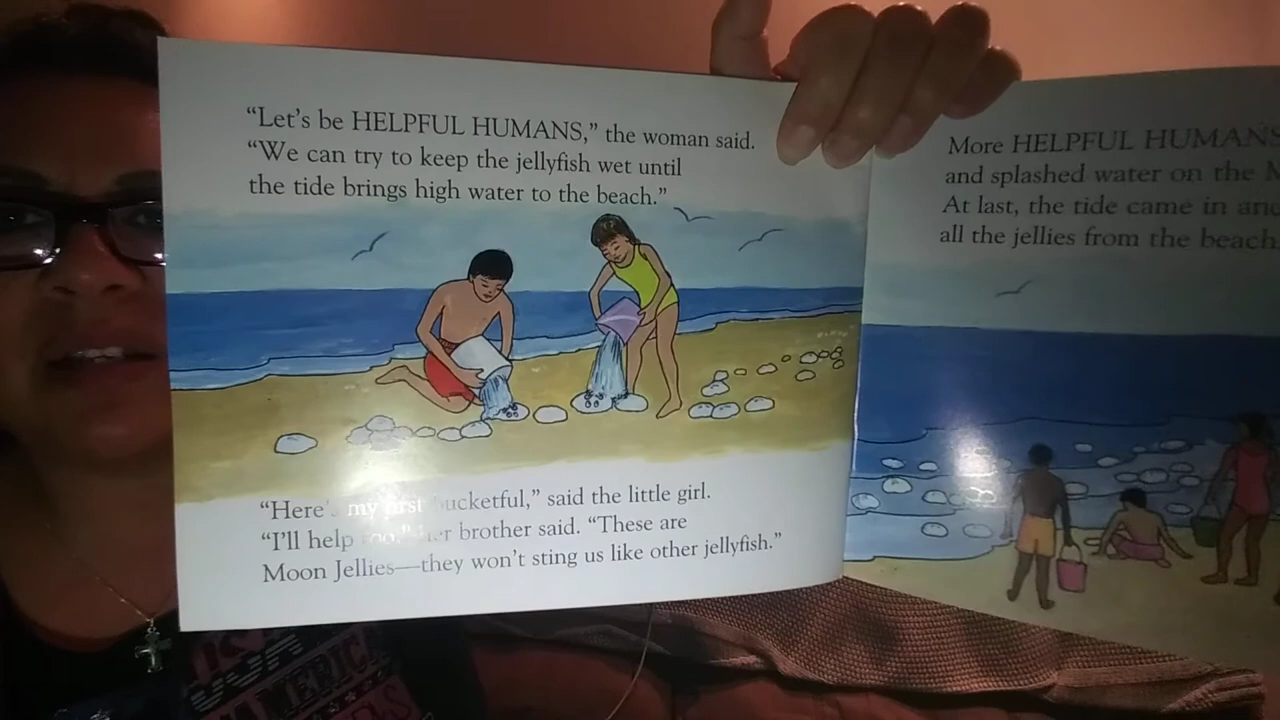 “Let’s be HELPFUL HUMANS,” the woman said.
“We can try to keep the jellyfish wet until
the tide brings high water to the beach.”
“Here’s my first bucketful,” said the little girl.
“I’ll help too,” her brother said. “These are
Moon Jellies—they won’t sting us like other jellyfish.”
More HELPFUL HUMANS
and splashed water on the
At last, the tide came in and
all the jellies from the beach